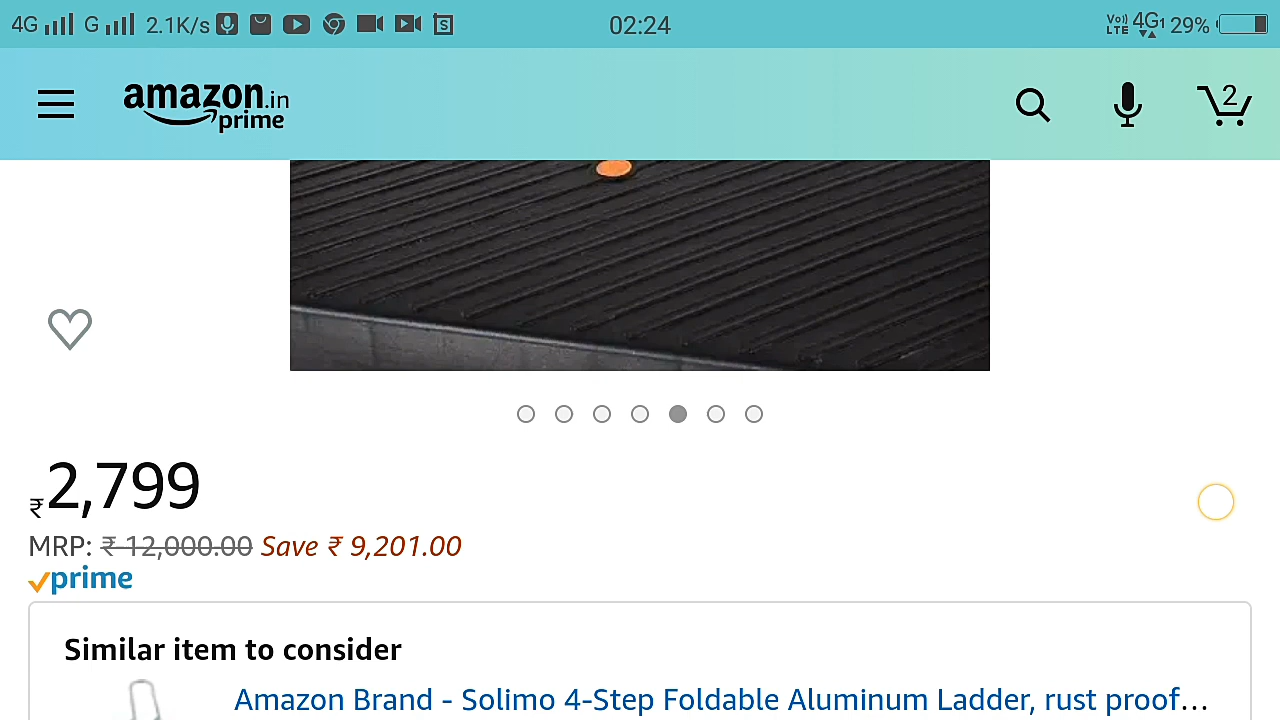 4G G 2.1K/s 02:24 VoLTE 4G 29%
amazon.in
prime
2
₹2,799
MRP: ₹ 12,000.00 Save ₹ 9,201.00
prime
Similar item to consider
Amazon Brand - Solimo 4-Step Foldable Aluminum Ladder, rust proof…